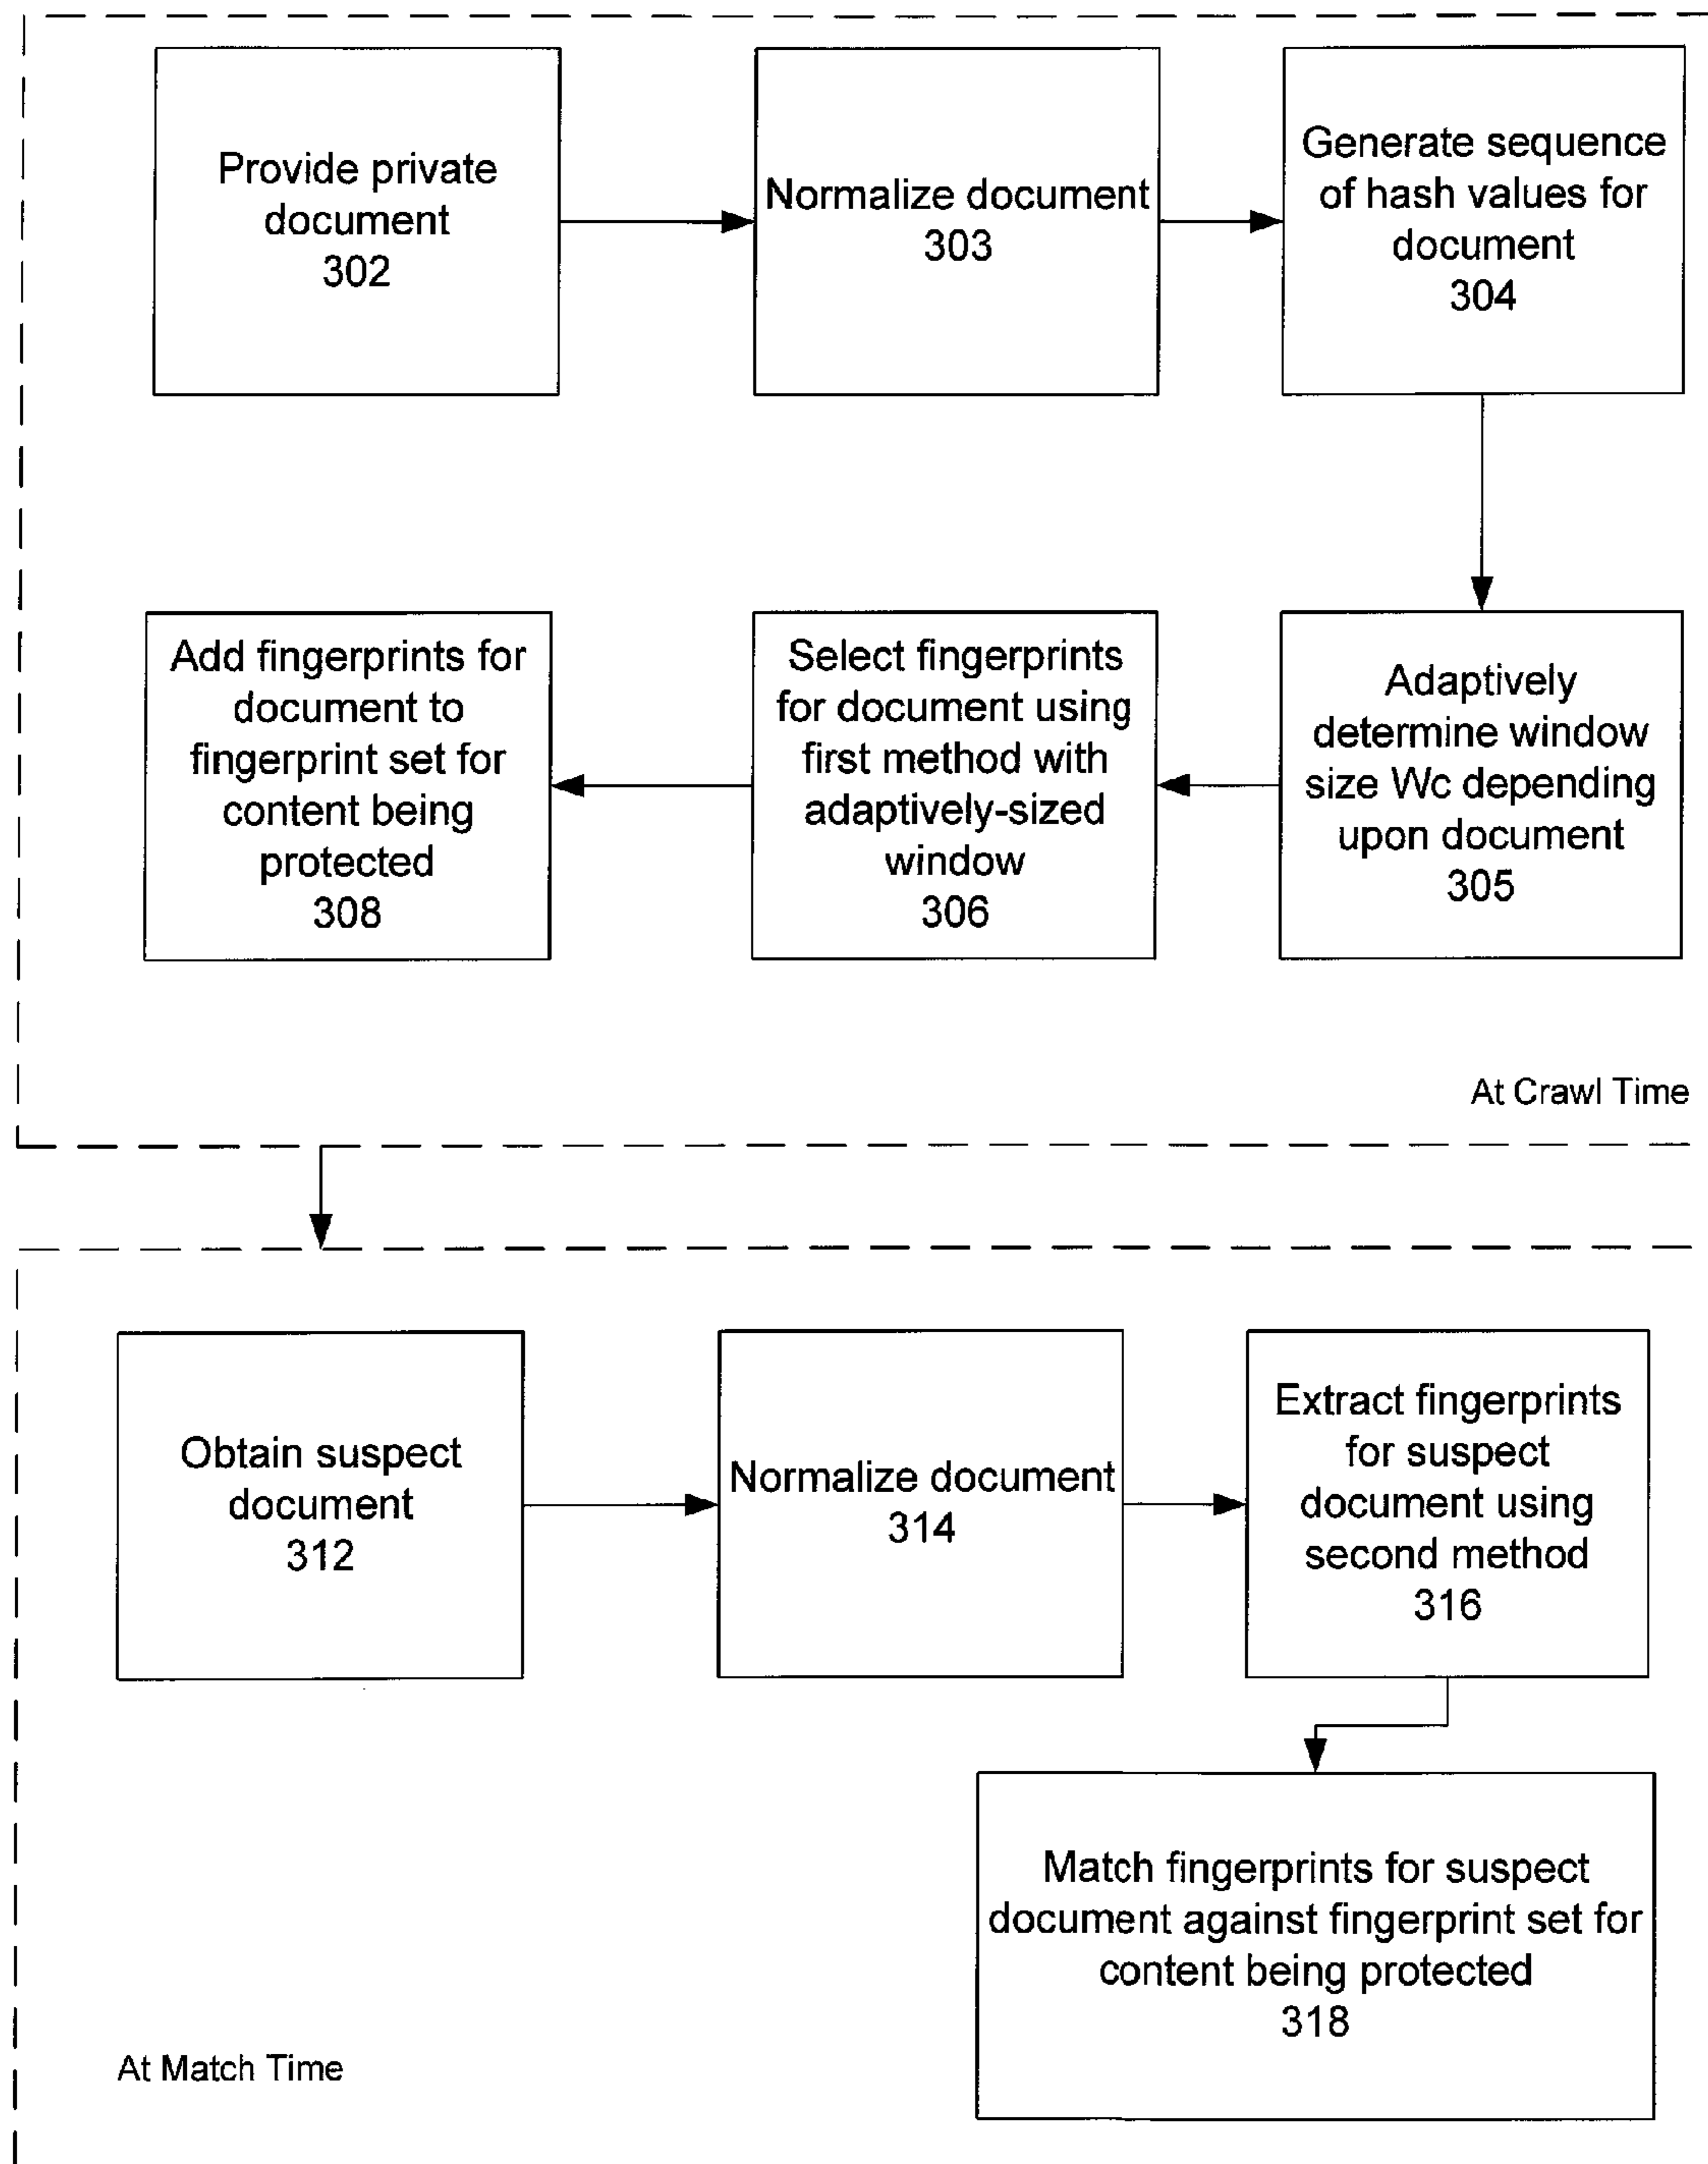 Provide private
document
302
Normalize document
303
Generate sequence
of hash values for
document
304
Adaptively
determine window
size Wc depending
upon document
305
Select fingerprints
for document using
first method with
adaptively-sized
window
306
Add fingerprints for
document to
fingerprint set for
content being
protected
308
At Crawl Time
Obtain suspect
document
312
Normalize document
314
Extract fingerprints
for suspect
document using
second method
316
Match fingerprints for suspect
document against fingerprint set for
content being protected
318
At Match Time